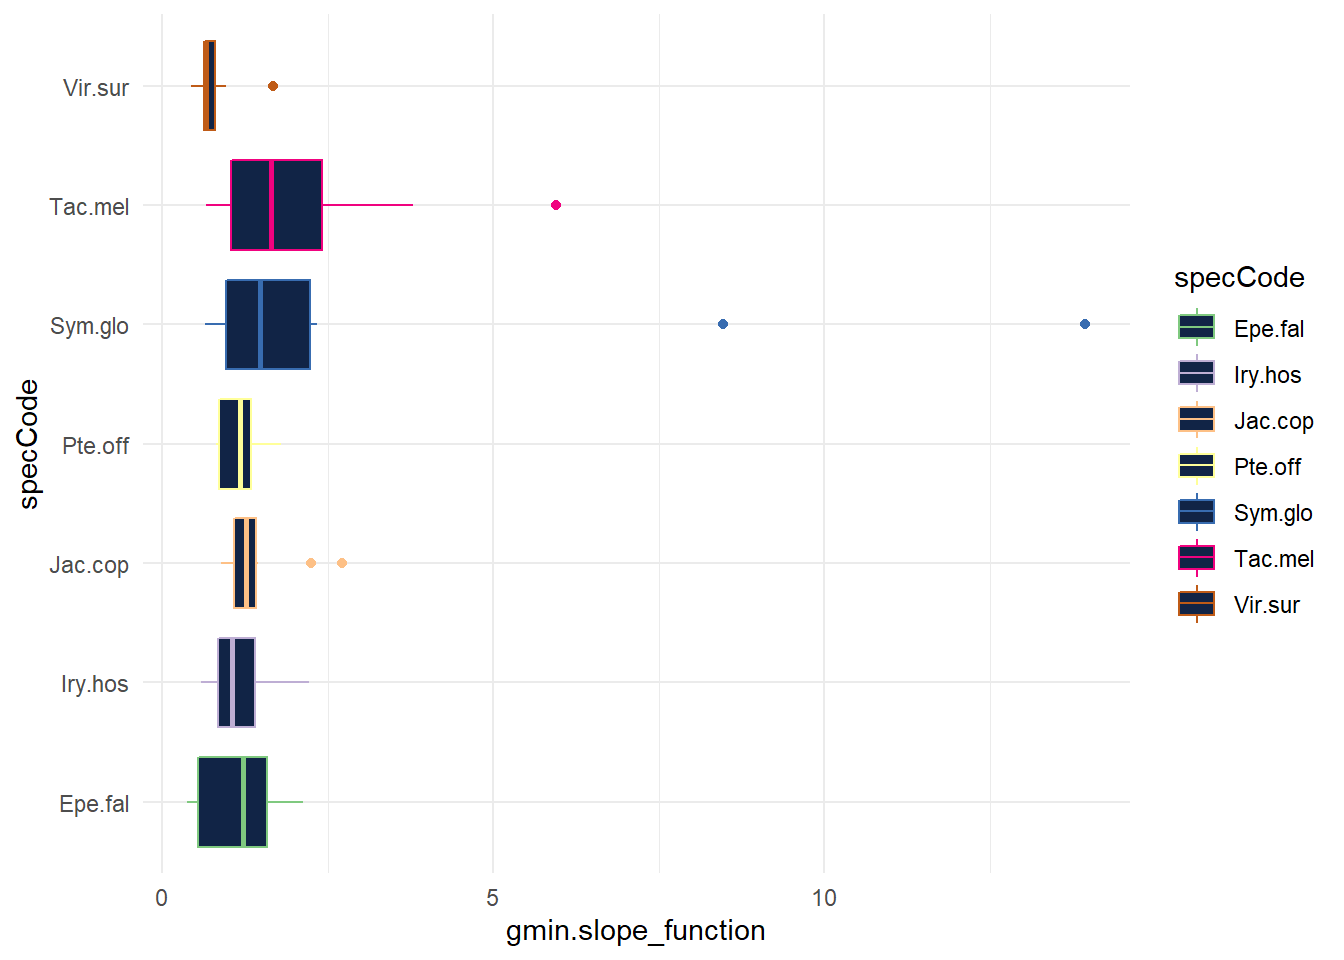 Vir.sur
Tac.mel
Sym.glo
Pte.off
Jac.cop
Iry.hos
Epe.fal
specCode
0 5 10
gmin.slope_function
specCode
Epe.fal
Iry.hos
Jac.cop
Pte.off
Sym.glo
Tac.mel
Vir.sur